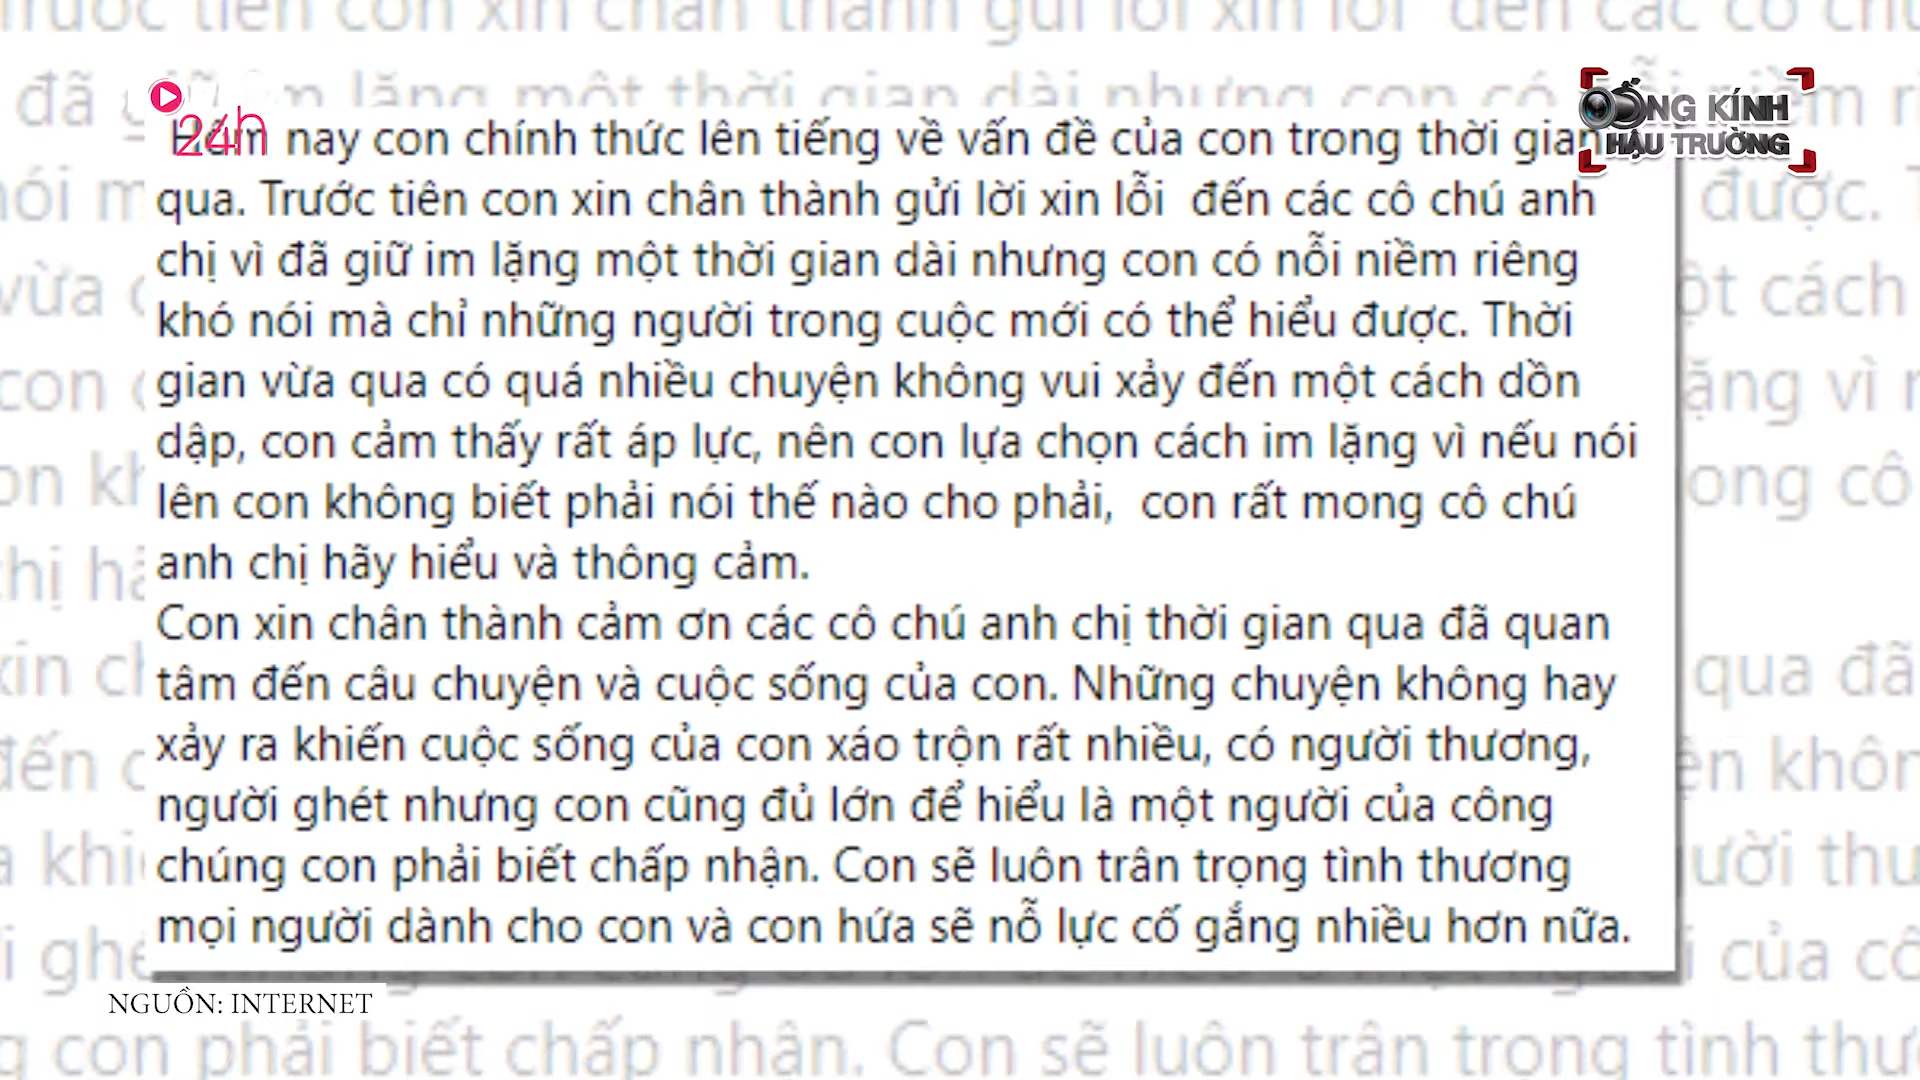 24h
ỐNG KÍNH
HẬU TRƯỜNG
Hôm nay con chính thức lên tiếng về vấn đề của con trong thời gian
qua. Trước tiên con xin chân thành gửi lời xin lỗi  đến các cô chú anh
chị vì đã giữ im lặng một thời gian dài nhưng con có nỗi niềm riêng
khó nói mà chỉ những người trong cuộc mới có thể hiểu được. Thời
gian vừa qua có quá nhiều chuyện không vui xảy đến một cách dồn
dập, con cảm thấy rất áp lực, nên con lựa chọn cách im lặng vì nếu nói
lên con không biết phải nói thế nào cho phải,  con rất mong cô chú
anh chị hãy hiểu và thông cảm.
Con xin chân thành cảm ơn các cô chú anh chị thời gian qua đã quan
tâm đến câu chuyện và cuộc sống của con. Những chuyện không hay
xảy ra khiến cuộc sống của con xáo trộn rất nhiều, có người thương,
người ghét nhưng con cũng đủ lớn để hiểu là một người của công
chúng con phải biết chấp nhận. Con sẽ luôn trân trọng tình thương
mọi người dành cho con và con hứa sẽ nỗ lực cố gắng nhiều hơn nữa.
NGUỒN: INTERNET